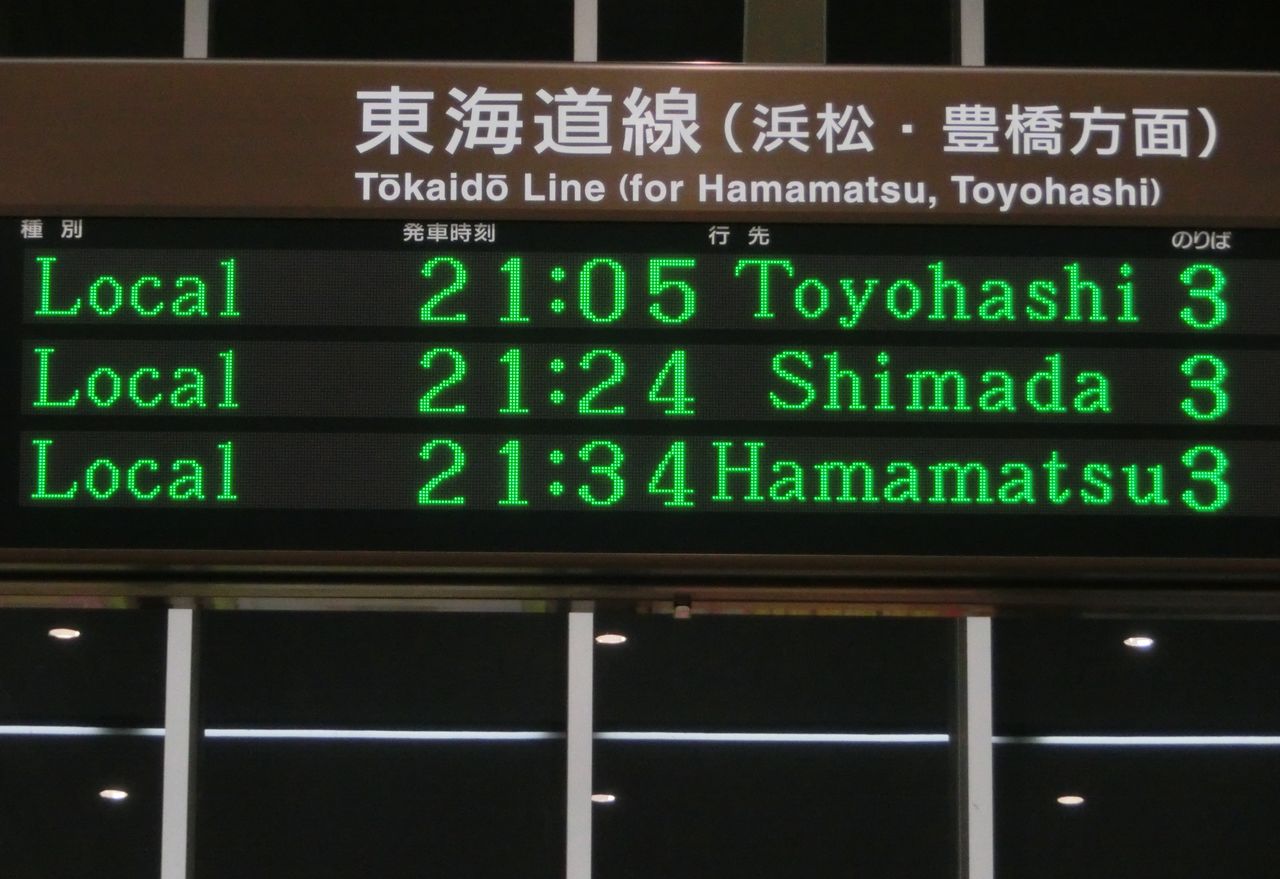 東海道線（浜松・豊橋方面）
Tōkaidō Line (for Hamamatsu, Toyohashi)
種別 発車時刻 行先 のりば
Local 21:05 Toyohashi 3
Local 21:24 Shimada 3
Local 21:34 Hamamatsu 3